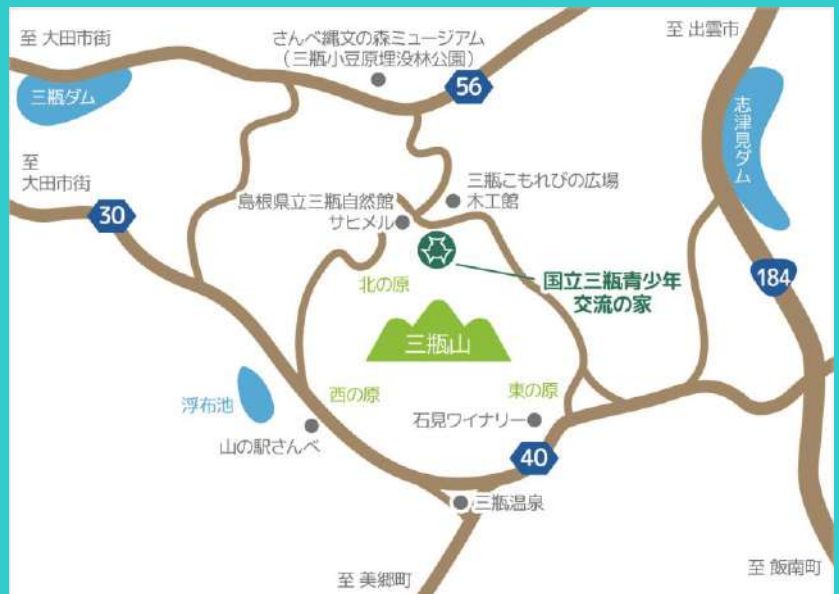 至 大田市街
さんべ縄文の森ミュージアム
(三瓶小豆原埋没林公園)
至 出雲市
三瓶ダム
56
志津見ダム
至
大田市街
30
島根県立三瓶自然館
サヒメル
三瓶こもれびの広場
木工館
北の原
国立三瓶青少年
交流の家
184
三瓶山
浮布池
西の原
東の原
石見ワイナリー
山の駅さんべ
40
三瓶温泉
至 美郷町
至 飯南町